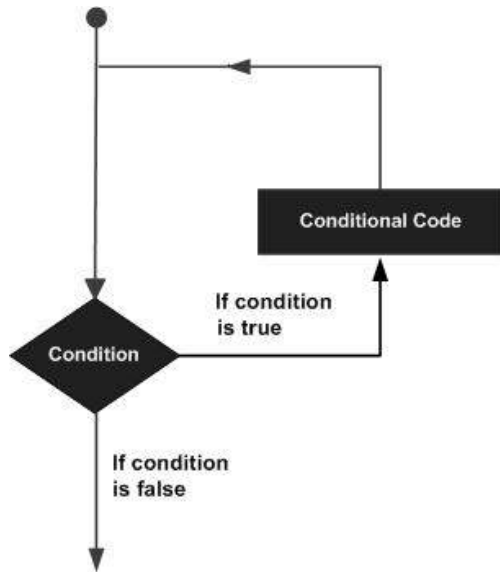 Conditional Code
If condition
is true
Condition
If condition
is false